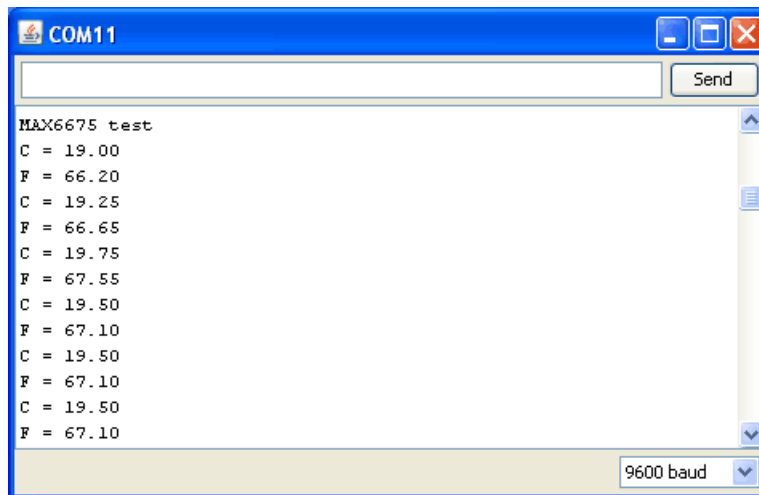 COM11
Send
MAX6675 test
C = 19.00
F = 66.20
C = 19.25
F = 66.65
C = 19.75
F = 67.55
C = 19.50
F = 67.10
C = 19.50
F = 67.10
C = 19.50
F = 67.10
9600 baud